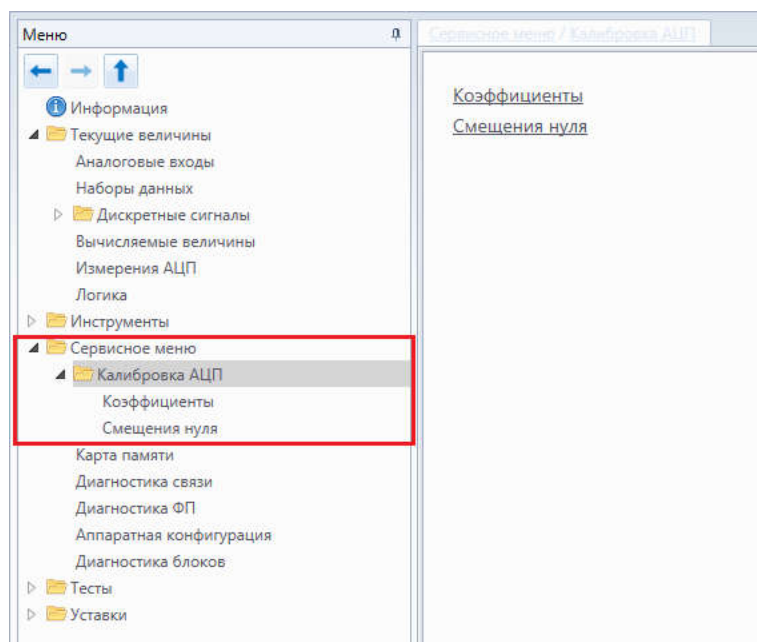 Меню
Сервисное меню / Калибровка АЦП
Информация
Текущие величины
Аналоговые входы
Наборы данных
Дискретные сигналы
Вычисляемые величины
Измерения АЦП
Логика
Инструменты
Сервисное меню
Калибровка АЦП
Коэффициенты
Смещения нуля
Карта памяти
Диагностика связи
Диагностика ФП
Аппаратная конфигурация
Диагностика блоков
Тесты
Уставки
Коэффициенты
Смещения нуля